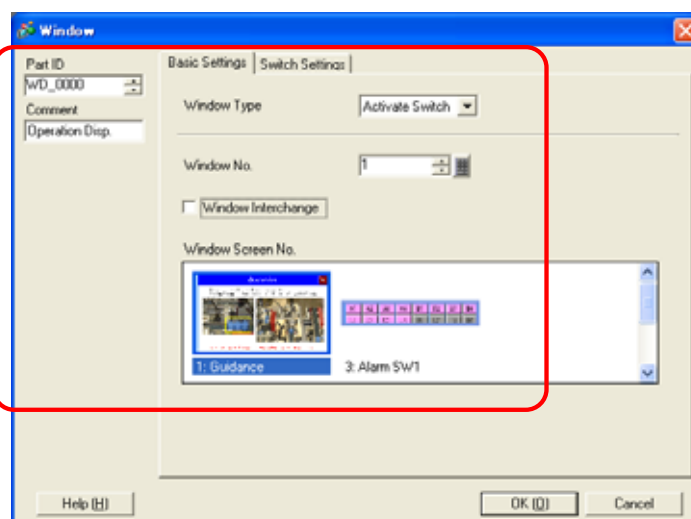 Window
Part ID
WD_0000
Comment
Operation Disp.
Basic Settings
Switch Settings
Window Type
Activate Switch
Window No.
1
Window Interchange
Window Screen No.
1: Guidance
3: Alarm SW1
Help (H)
OK (O)
Cancel